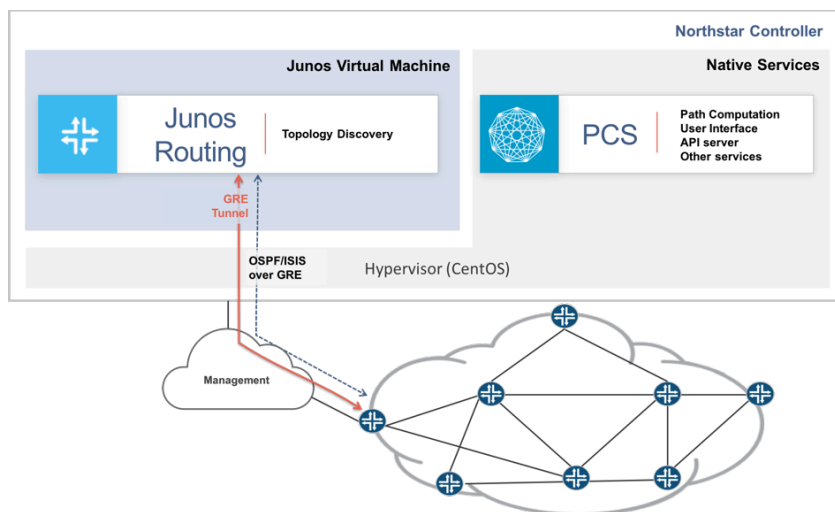 Northstar Controller
Junos Virtual Machine
Native Services
Junos
Routing
Topology Discovery
PCS
Path Computation
User Interface
API server
Other services
GRE
Tunnel
OSPF/ISIS
over GRE
Hypervisor (CentOS)
Management